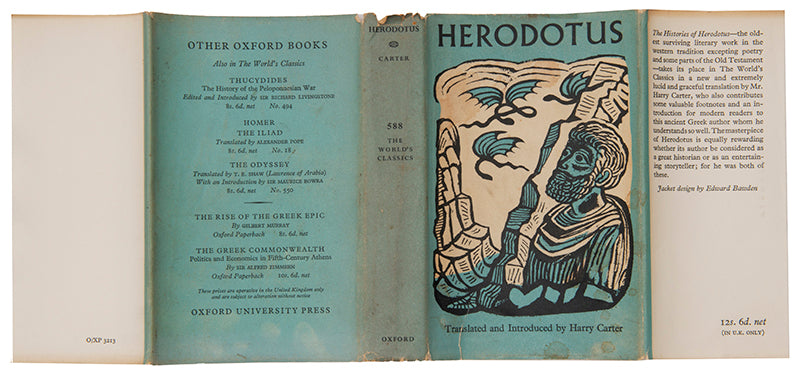 O/XP 3213
OTHER OXFORD BOOKS
Also in The World's Classics
THUCYDIDES
The History of the Peloponnesian War
Edited and Introduced by SIR RICHARD LIVINGSTONE
8s. 6d. net No. 494
HOMER
THE ILIAD
Translated by ALEXANDER POPE
8s. 6d. net No. 18
THE ODYSSEY
Translated by T. E. SHAW (Lawrence of Arabia)
With an Introduction by SIR MAURICE BOWRA
8s. 6d. net No. 550
THE RISE OF THE GREEK EPIC
By GILBERT MURRAY
Oxford Paperback 8s. 6d. net
THE GREEK COMMONWEALTH
Politics and Economics in Fifth-Century Athens
By SIR ALFRED ZIMMERN
Oxford Paperback 10s. 6d. net
These prices are operative in the United Kingdom only
and are subject to alteration without notice
OXFORD UNIVERSITY PRESS
HERODOTUS
CARTER
588
THE
WORLD'S
CLASSICS
OXFORD
HERODOTUS
Translated and Introduced by Harry Carter
The Histories of Herodotus—the old-
est surviving literary work in the
western tradition excepting poetry
and some parts of the Old Testament
—takes its place in The World's
Classics in a new and extremely
lucid and graceful translation by Mr.
Harry Carter, who also contributes
some valuable footnotes and an in-
troduction for modern readers to
this ancient Greek author whom he
understands so well. The masterpiece
of Herodotus is equally rewarding
whether its author be considered as
a great historian or as an entertain-
ing storyteller; for he was both of
these.
Jacket design by Edward Bawden
12s. 6d. net
(IN U.K. ONLY)